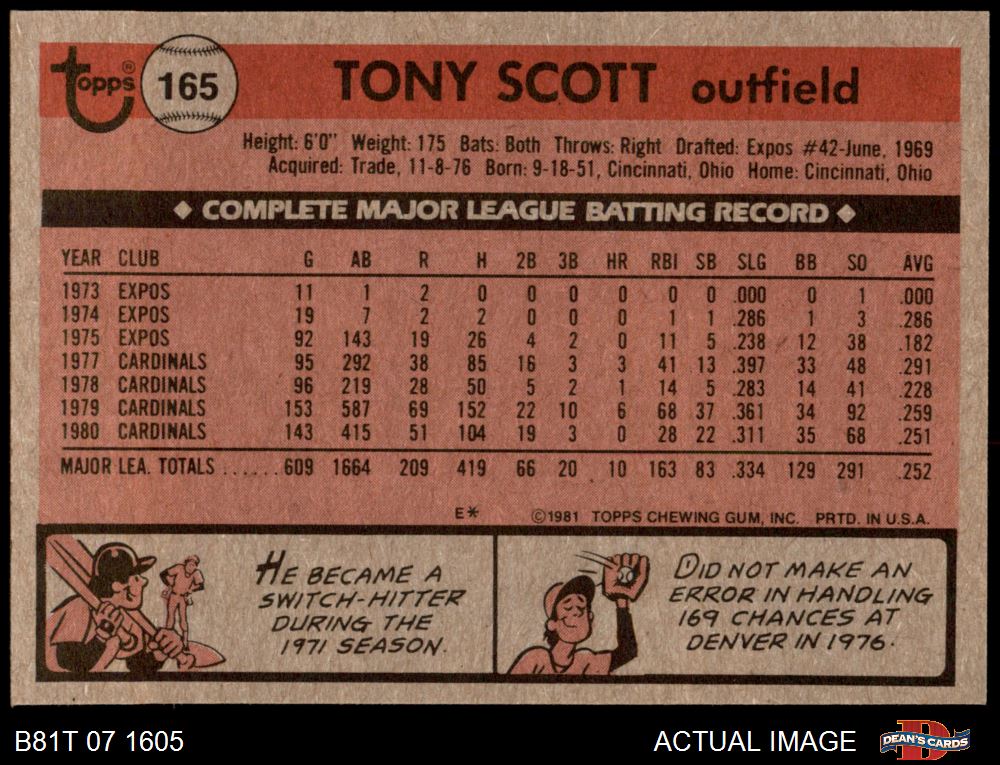 topps® 165 TONY SCOTT outfield
Height: 6'0" Weight: 175 Bats: Both Throws: Right Drafted: Expos #42-June, 1969
Acquired: Trade, 11-8-76 Born: 9-18-51, Cincinnati, Ohio Home: Cincinnati, Ohio
◆ COMPLETE MAJOR LEAGUE BATTING RECORD ◆
YEAR CLUB G AB R H 2B 3B HR RBI SB SLG BB SO AVG
1973 EXPOS 11 1 2 0 0 0 0 0 0 .000 0 1 .000
1974 EXPOS 19 7 2 2 0 0 0 1 1 .286 1 3 .286
1975 EXPOS 92 143 19 26 4 2 0 11 5 .238 12 38 .182
1977 CARDINALS 95 292 38 85 16 3 3 41 13 .397 33 48 .291
1978 CARDINALS 96 219 28 50 5 2 1 14 5 .283 14 41 .228
1979 CARDINALS 153 587 69 152 22 10 6 68 37 .361 34 92 .259
1980 CARDINALS 143 415 51 104 19 3 0 28 22 .311 35 68 .251
MAJOR LEA. TOTALS ...... 609 1664 209 419 66 20 10 163 83 .334 129 291 .252
E* ©1981 TOPPS CHEWING GUM, INC. PRTD. IN U.S.A.
HE BECAME A
SWITCH-HITTER
DURING THE
1971 SEASON.
DID NOT MAKE AN
ERROR IN HANDLING
169 CHANCES AT
DENVER IN 1976.
B81T 07 1605 ACTUAL IMAGE DEAN'S CARDS